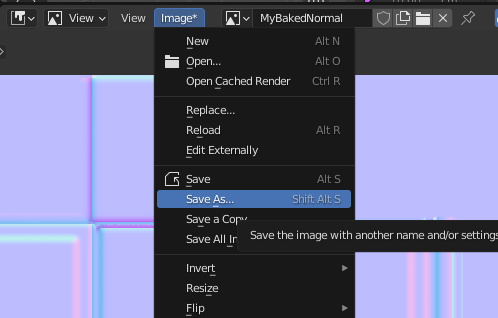 View View Image* MyBakedNormal
New Alt N
Open... Alt O
Open Cached Render Ctrl R
Replace...
Reload Alt R
Edit Externally
Save Alt S
Save As... Shift Alt S
Save a Copy
Save All
Save the image with another name and/or settings
Invert
Resize
Flip